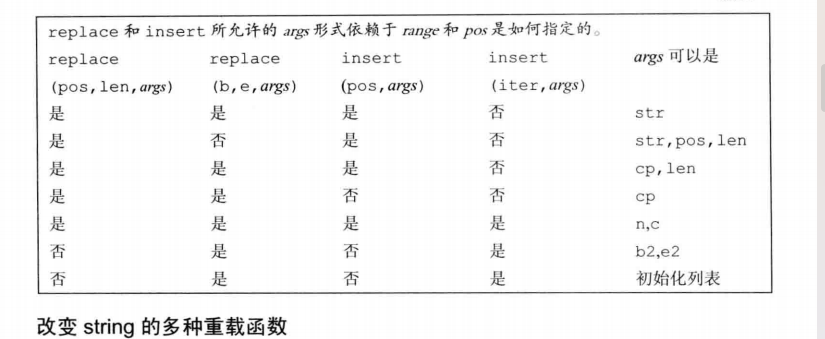 replace 和 insert 所允许的 args 形式依赖于 range 和 pos 是如何指定的。
replace replace insert insert args 可以是
(pos,len,args) (b,e,args) (pos,args) (iter,args)
是 是 是 否 str
是 否 是 否 str,pos,len
是 是 是 否 cp,len
是 是 否 否 cp
是 是 是 是 n,c
否 是 否 是 b2,e2
否 是 否 是 初始化列表
改变 string 的多种重载函数